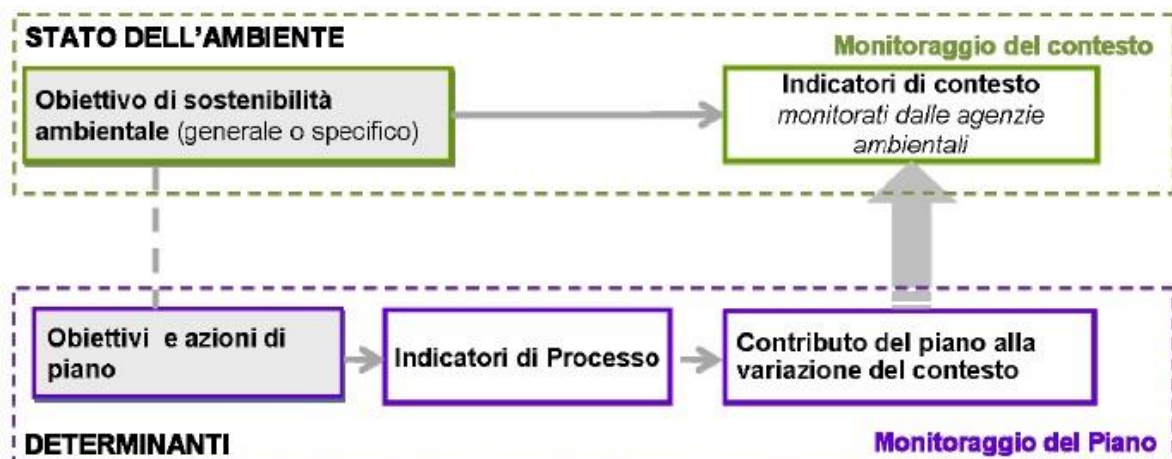 STATO DELL'AMBIENTE
Monitoraggio del contesto
Obiettivo di sostenibilità
ambientale (generale o specifico)
Indicatori di contesto
monitorati dalle agenzie
ambientali
Obiettivi e azioni di
piano
Indicatori di Processo
Contributo del piano alla
variazione del contesto
DETERMINANTI
Monitoraggio del Piano